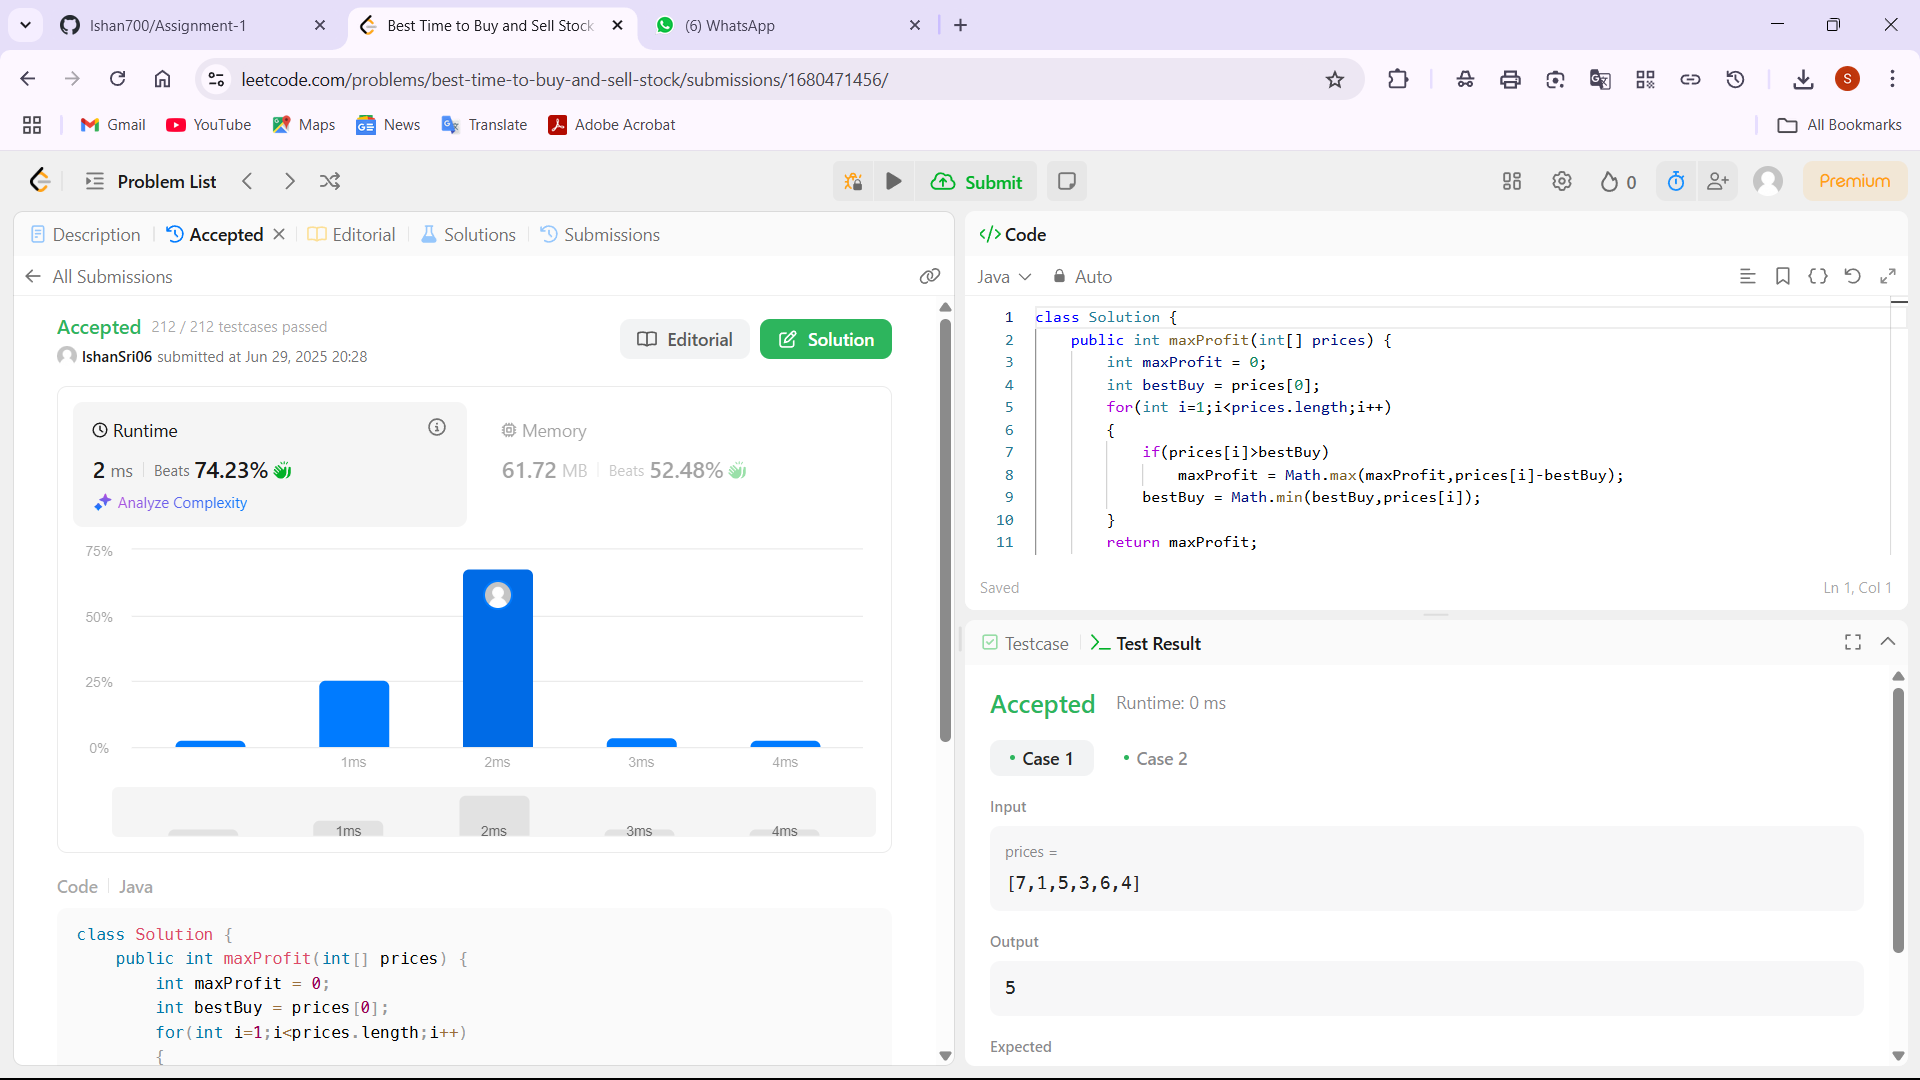 Ishan700/Assignment-1
Best Time to Buy and Sell Stock
(6) WhatsApp
leetcode.com/problems/best-time-to-buy-and-sell-stock/submissions/1680471456/
S
Gmail YouTube Maps News Translate Adobe Acrobat All Bookmarks
Problem List Submit 0 Premium
Description Accepted Editorial Solutions Submissions
All Submissions
Accepted 212 / 212 testcases passed
IshanSri06 submitted at Jun 29, 2025 20:28
Editorial
Solution
Runtime
2 ms Beats 74.23%
Analyze Complexity
Memory
61.72 MB Beats 52.48%
75%
50%
25%
0%
1ms 2ms 3ms 4ms
1ms 2ms 3ms 4ms
Code Java
class Solution {
public int maxProfit(int[] prices) {
int maxProfit = 0;
int bestBuy = prices[0];
for(int i=1;i<prices.length;i++)
{
</> Code
Java Auto
1 class Solution {
2 public int maxProfit(int[] prices) {
3 int maxProfit = 0;
4 int bestBuy = prices[0];
5 for(int i=1;i<prices.length;i++)
6 {
7 if(prices[i]>bestBuy)
8 maxProfit = Math.max(maxProfit,prices[i]-bestBuy);
9 bestBuy = Math.min(bestBuy,prices[i]);
10 }
11 return maxProfit;
Saved Ln 1, Col 1
Testcase Test Result
Accepted Runtime: 0 ms
• Case 1 • Case 2
Input
prices =
[7,1,5,3,6,4]
Output
5
Expected